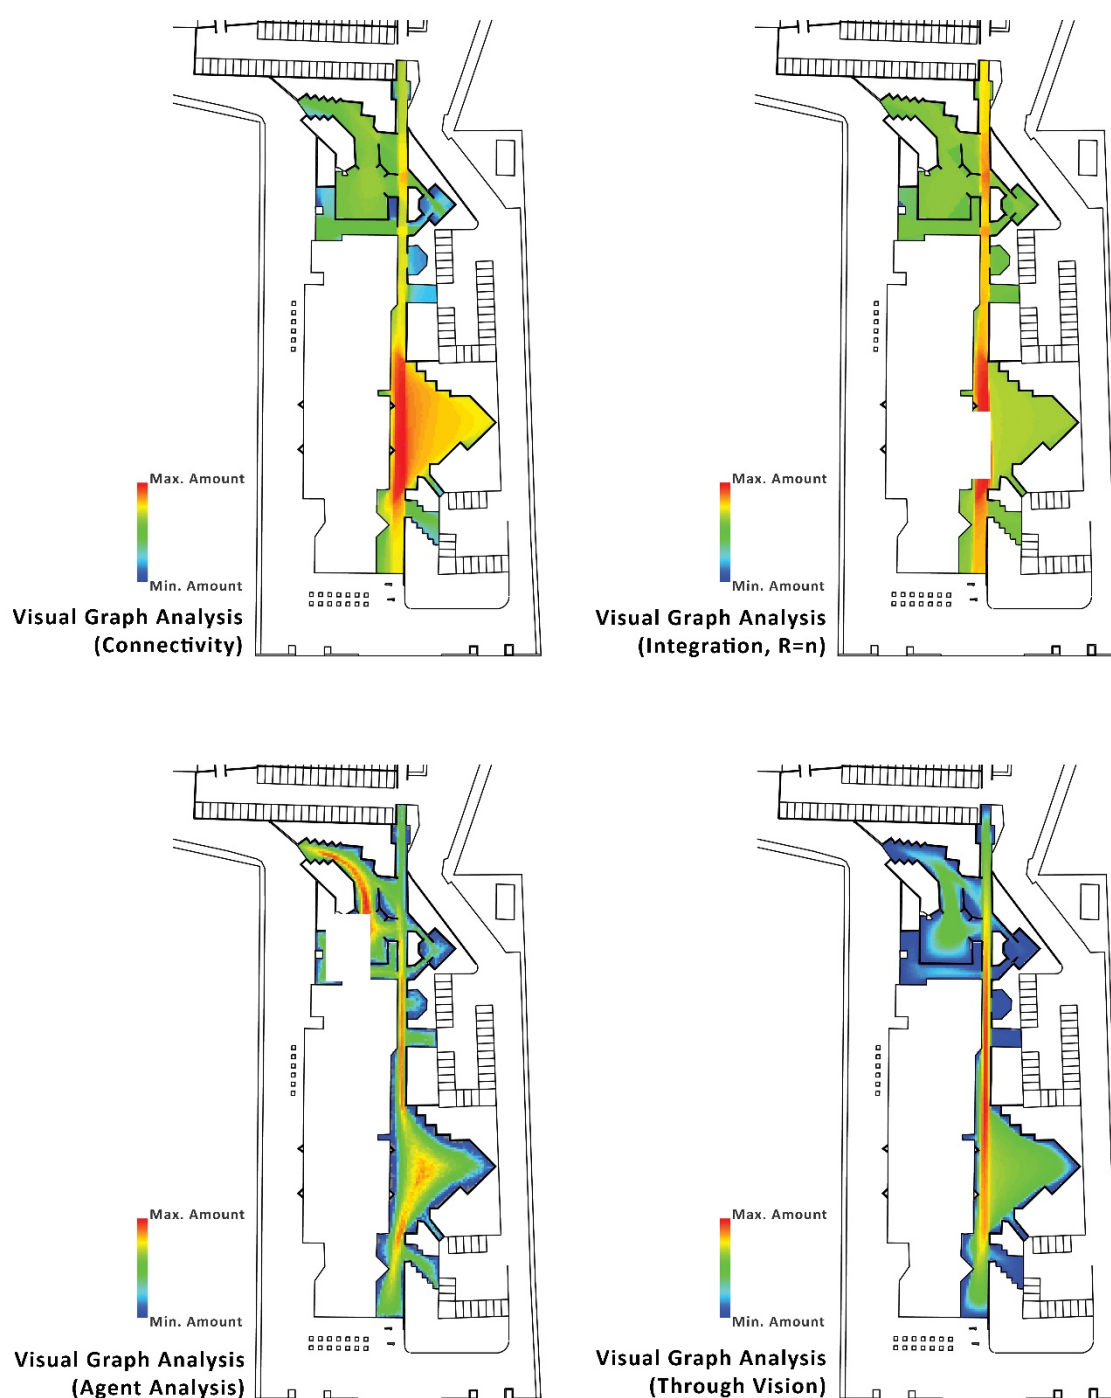 Max. Amount
Min. Amount
Visual Graph Analysis
(Connectivity)
Max. Amount
Min. Amount
Visual Graph Analysis
(Integration, R=n)
Max. Amount
Min. Amount
Visual Graph Analysis
(Agent Analysis)
Max. Amount
Min. Amount
Visual Graph Analysis
(Through Vision)